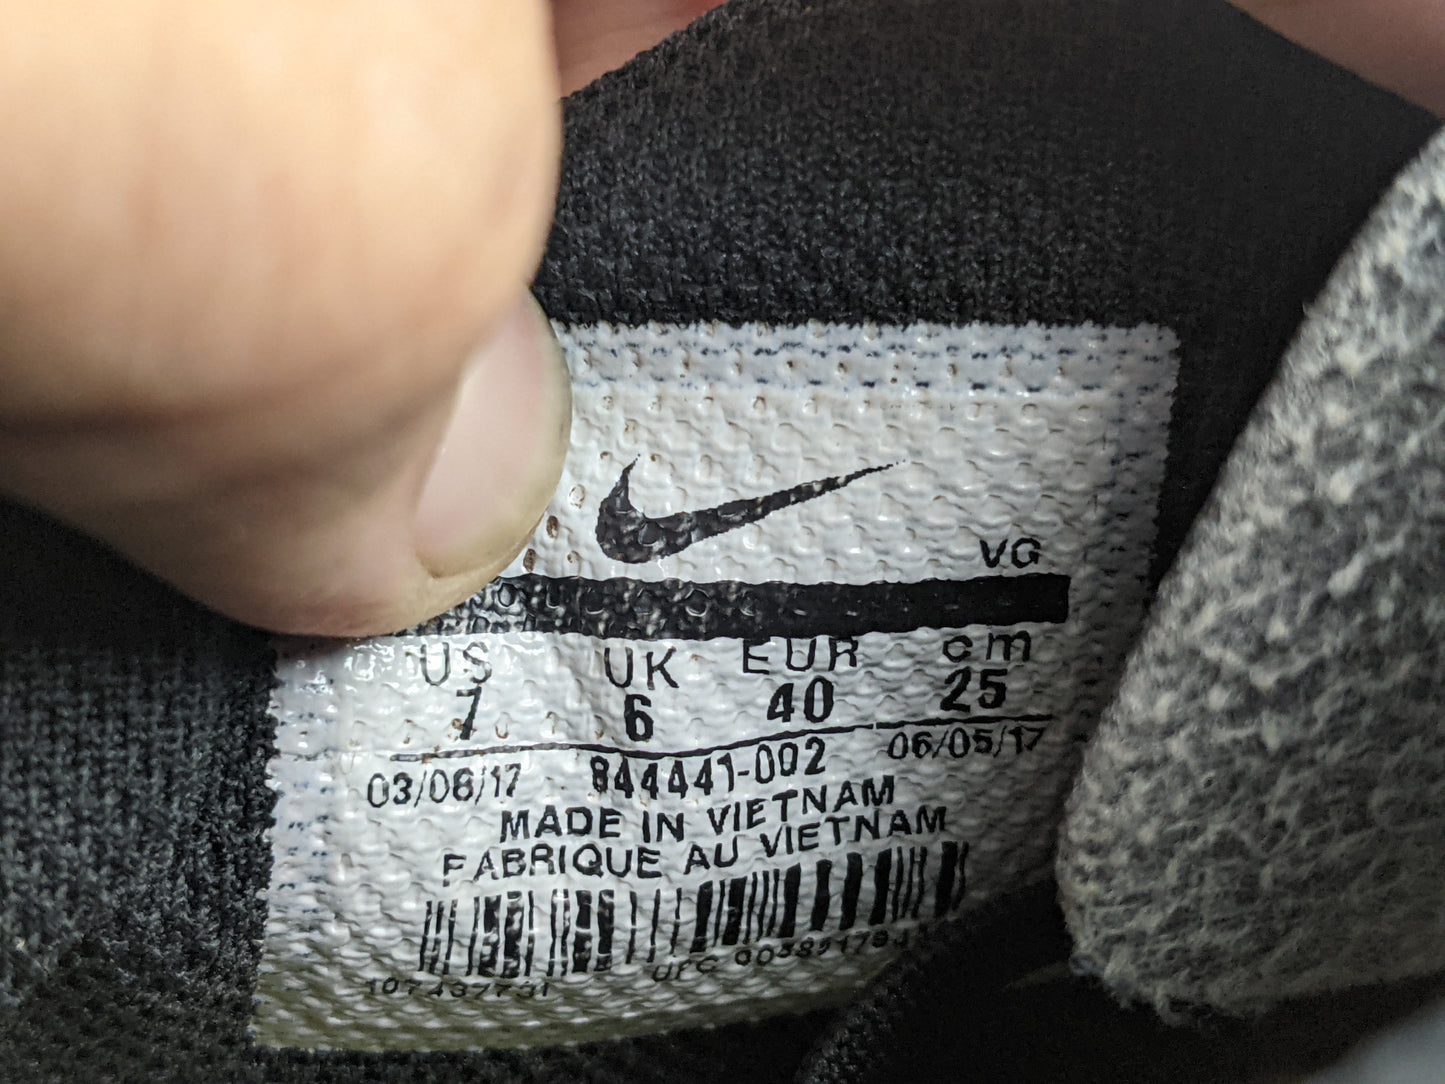 VG
US UK EUR cm
7 6 40 25
03/06/17 844441-002 06/05/17
MADE IN VIETNAM
FABRIQUE AU VIETNAM
107437731 UPC